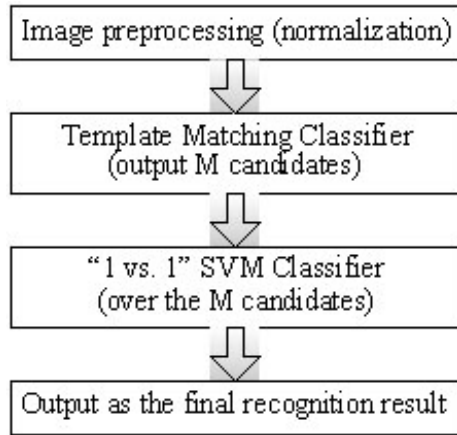 Image preprocessing (normalization)
Template Matching Classifier
(output M candidates)
“1 vs. 1” SVM Classifier
(over the M candidates)
Output as the final recognition result